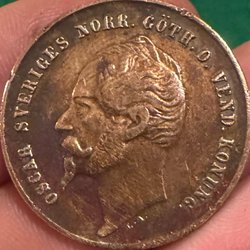 OSCAR SVERIGES NORR. GÖTH. O. VEND. KONUNG.